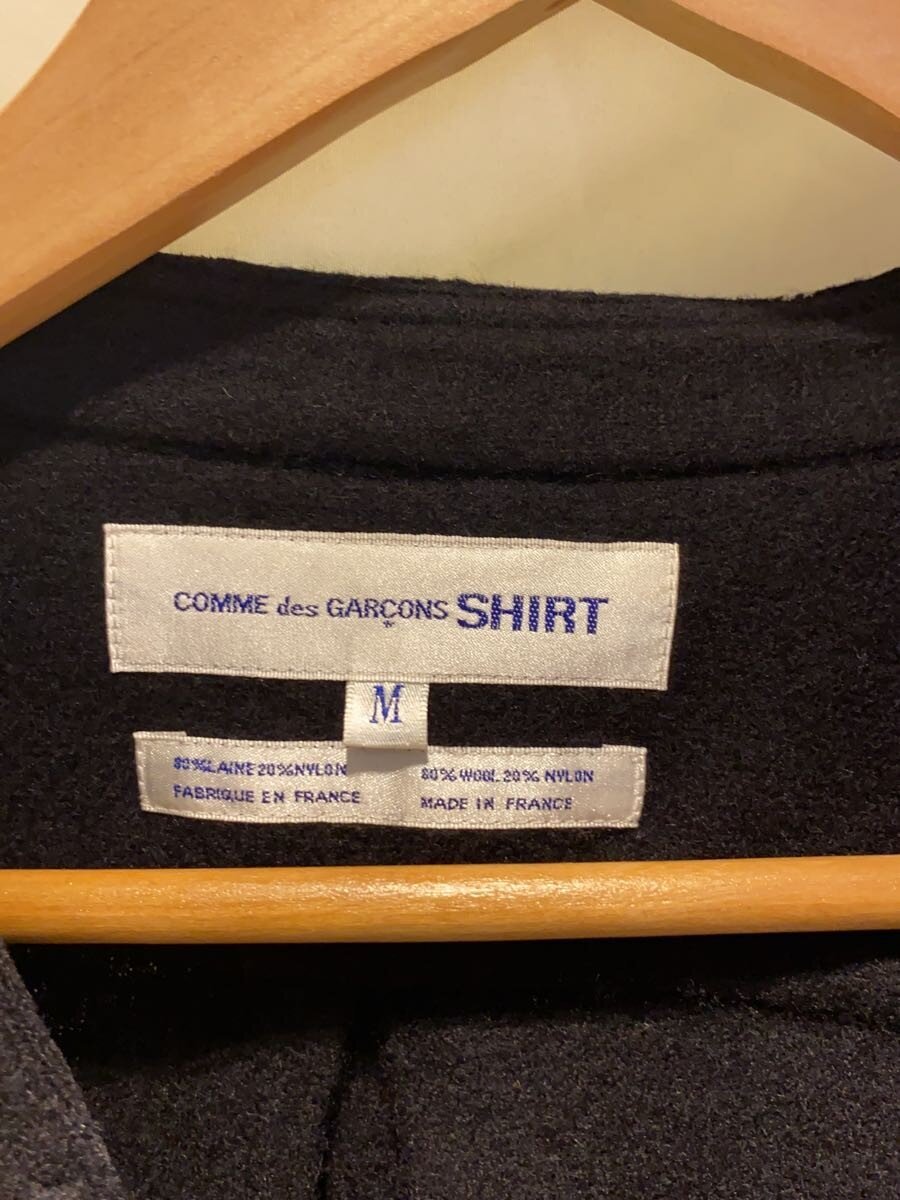 COMME des GARÇONS SHIRT
*
M
80%LAINE 20%NYLON
FABRIQUE EN FRANCE
80% WOOL 20% NYLON
MADE IN FRANCE